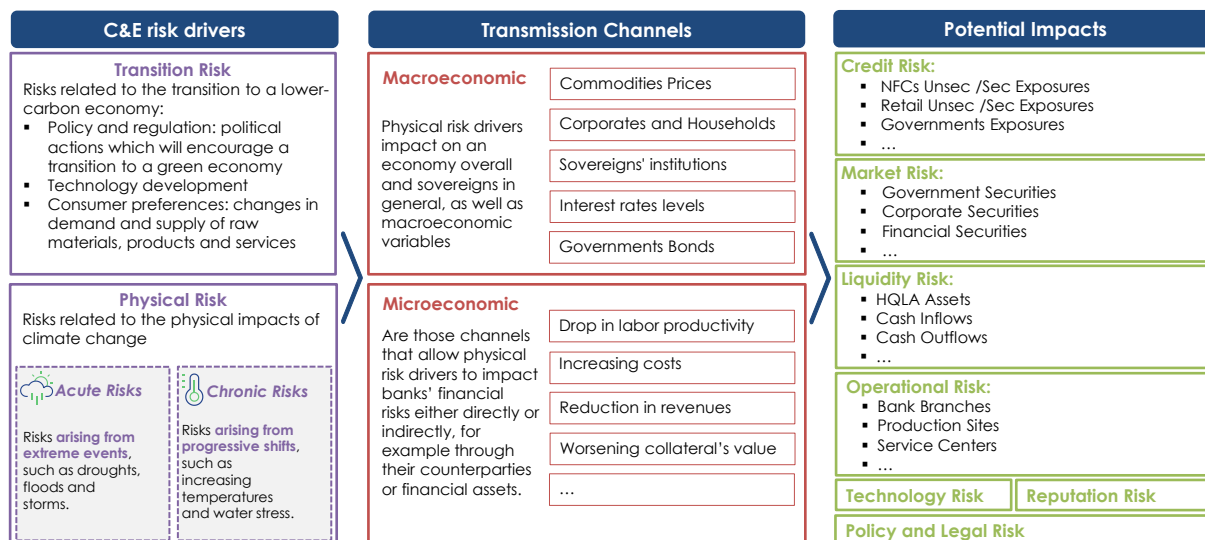 C&E risk drivers
Transition Risk
Risks related to the transition to a lower-
carbon economy:
▪ Policy and regulation: political
actions which will encourage a
transition to a green economy
▪ Technology development
▪ Consumer preferences: changes in
demand and supply of raw
materials, products and services
Physical Risk
Risks related to the physical impacts of
climate change
Acute Risks
Risks arising from
extreme events,
such as droughts,
floods and
storms.
Chronic Risks
Risks arising from
progressive shifts,
such as
increasing
temperatures
and water stress.
Transmission Channels
Macroeconomic
Physical risk drivers
impact on an
economy overall
and sovereigns in
general, as well as
macroeconomic
variables
Commodities Prices
Corporates and Households
Sovereigns' institutions
Interest rates levels
Governments Bonds
Microeconomic
Are those channels
that allow physical
risk drivers to impact
banks' financial
risks either directly or
indirectly, for
example through
their counterparties
or financial assets.
Drop in labor productivity
Increasing costs
Reduction in revenues
Worsening collateral's value
…
Potential Impacts
Credit Risk:
▪ NFCs Unsec /Sec Exposures
▪ Retail Unsec /Sec Exposures
▪ Governments Exposures
▪ …
Market Risk:
▪ Government Securities
▪ Corporate Securities
▪ Financial Securities
▪ …
Liquidity Risk:
▪ HQLA Assets
▪ Cash Inflows
▪ Cash Outflows
▪ …
Operational Risk:
▪ Bank Branches
▪ Production Sites
▪ Service Centers
▪ …
Technology Risk
Reputation Risk
Policy and Legal Risk